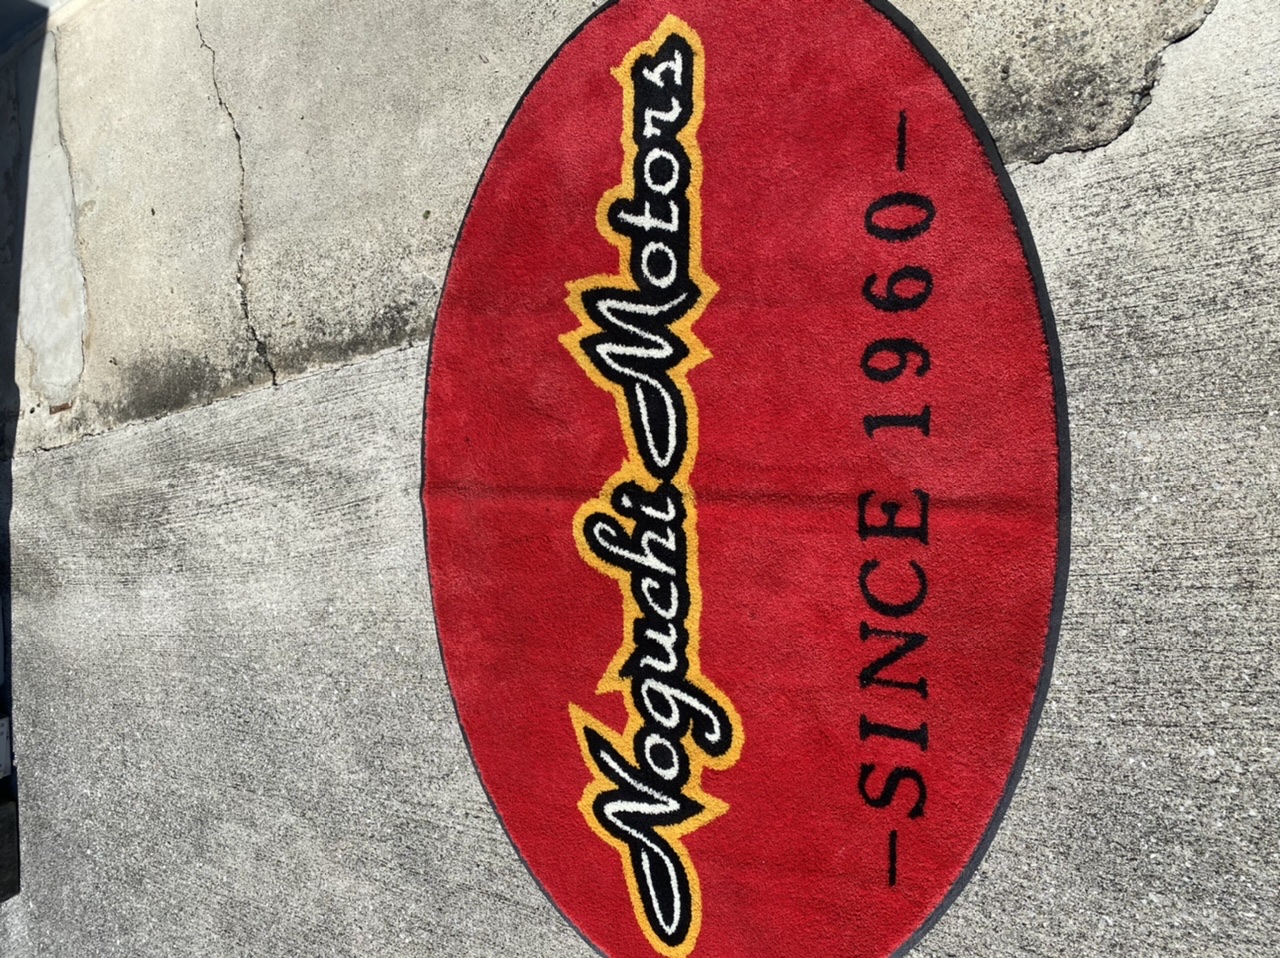 Noguchi Motors
—SINCE 1960—